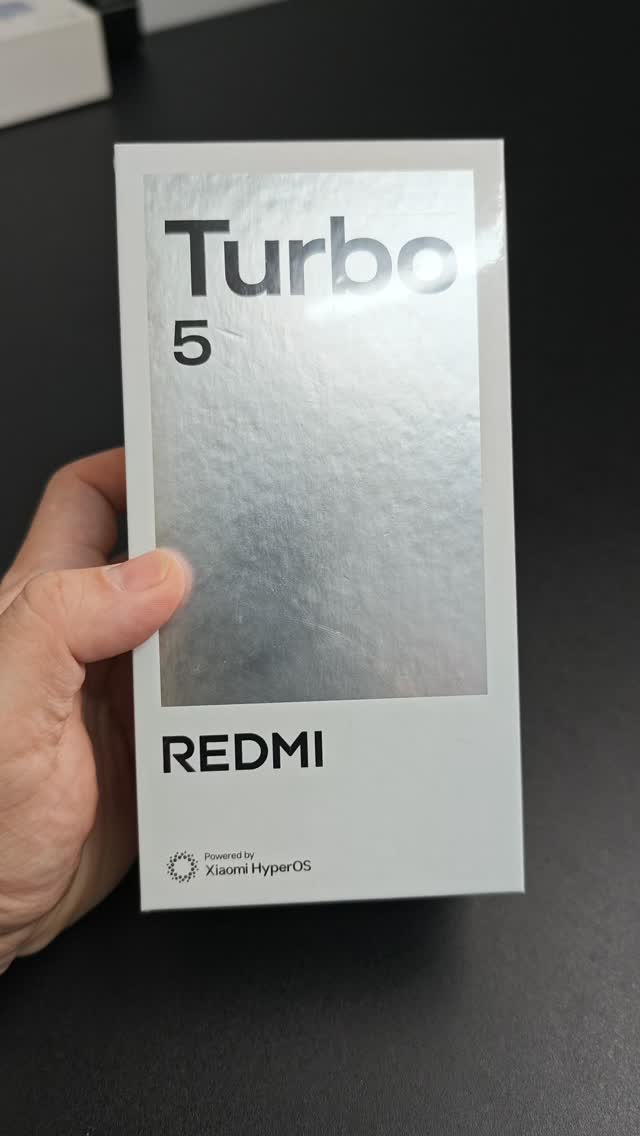 Turbo
5
REDMI
Powered by
Xiaomi HyperOS